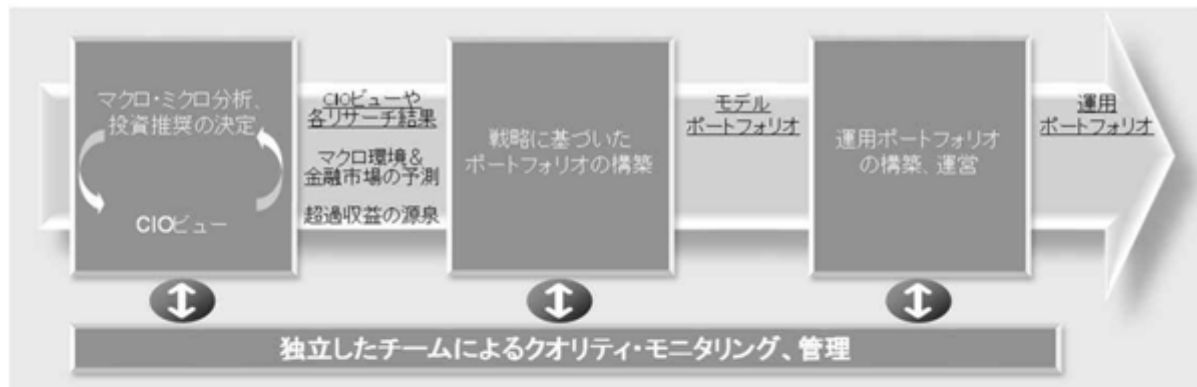 マクロ・ミクロ分析、
投資推奨の決定
CIOビュー
CIOビューや
各リサーチ結果
マクロ環境&
金融市場の予測
超過収益の源泉
戦略に基づいた
ポートフォリオの構築
モデル
ポートフォリオ
運用ポートフォリオ
の構築、運営
運用
ポートフォリオ
独立したチームによるクオリティ・モニタリング、管理